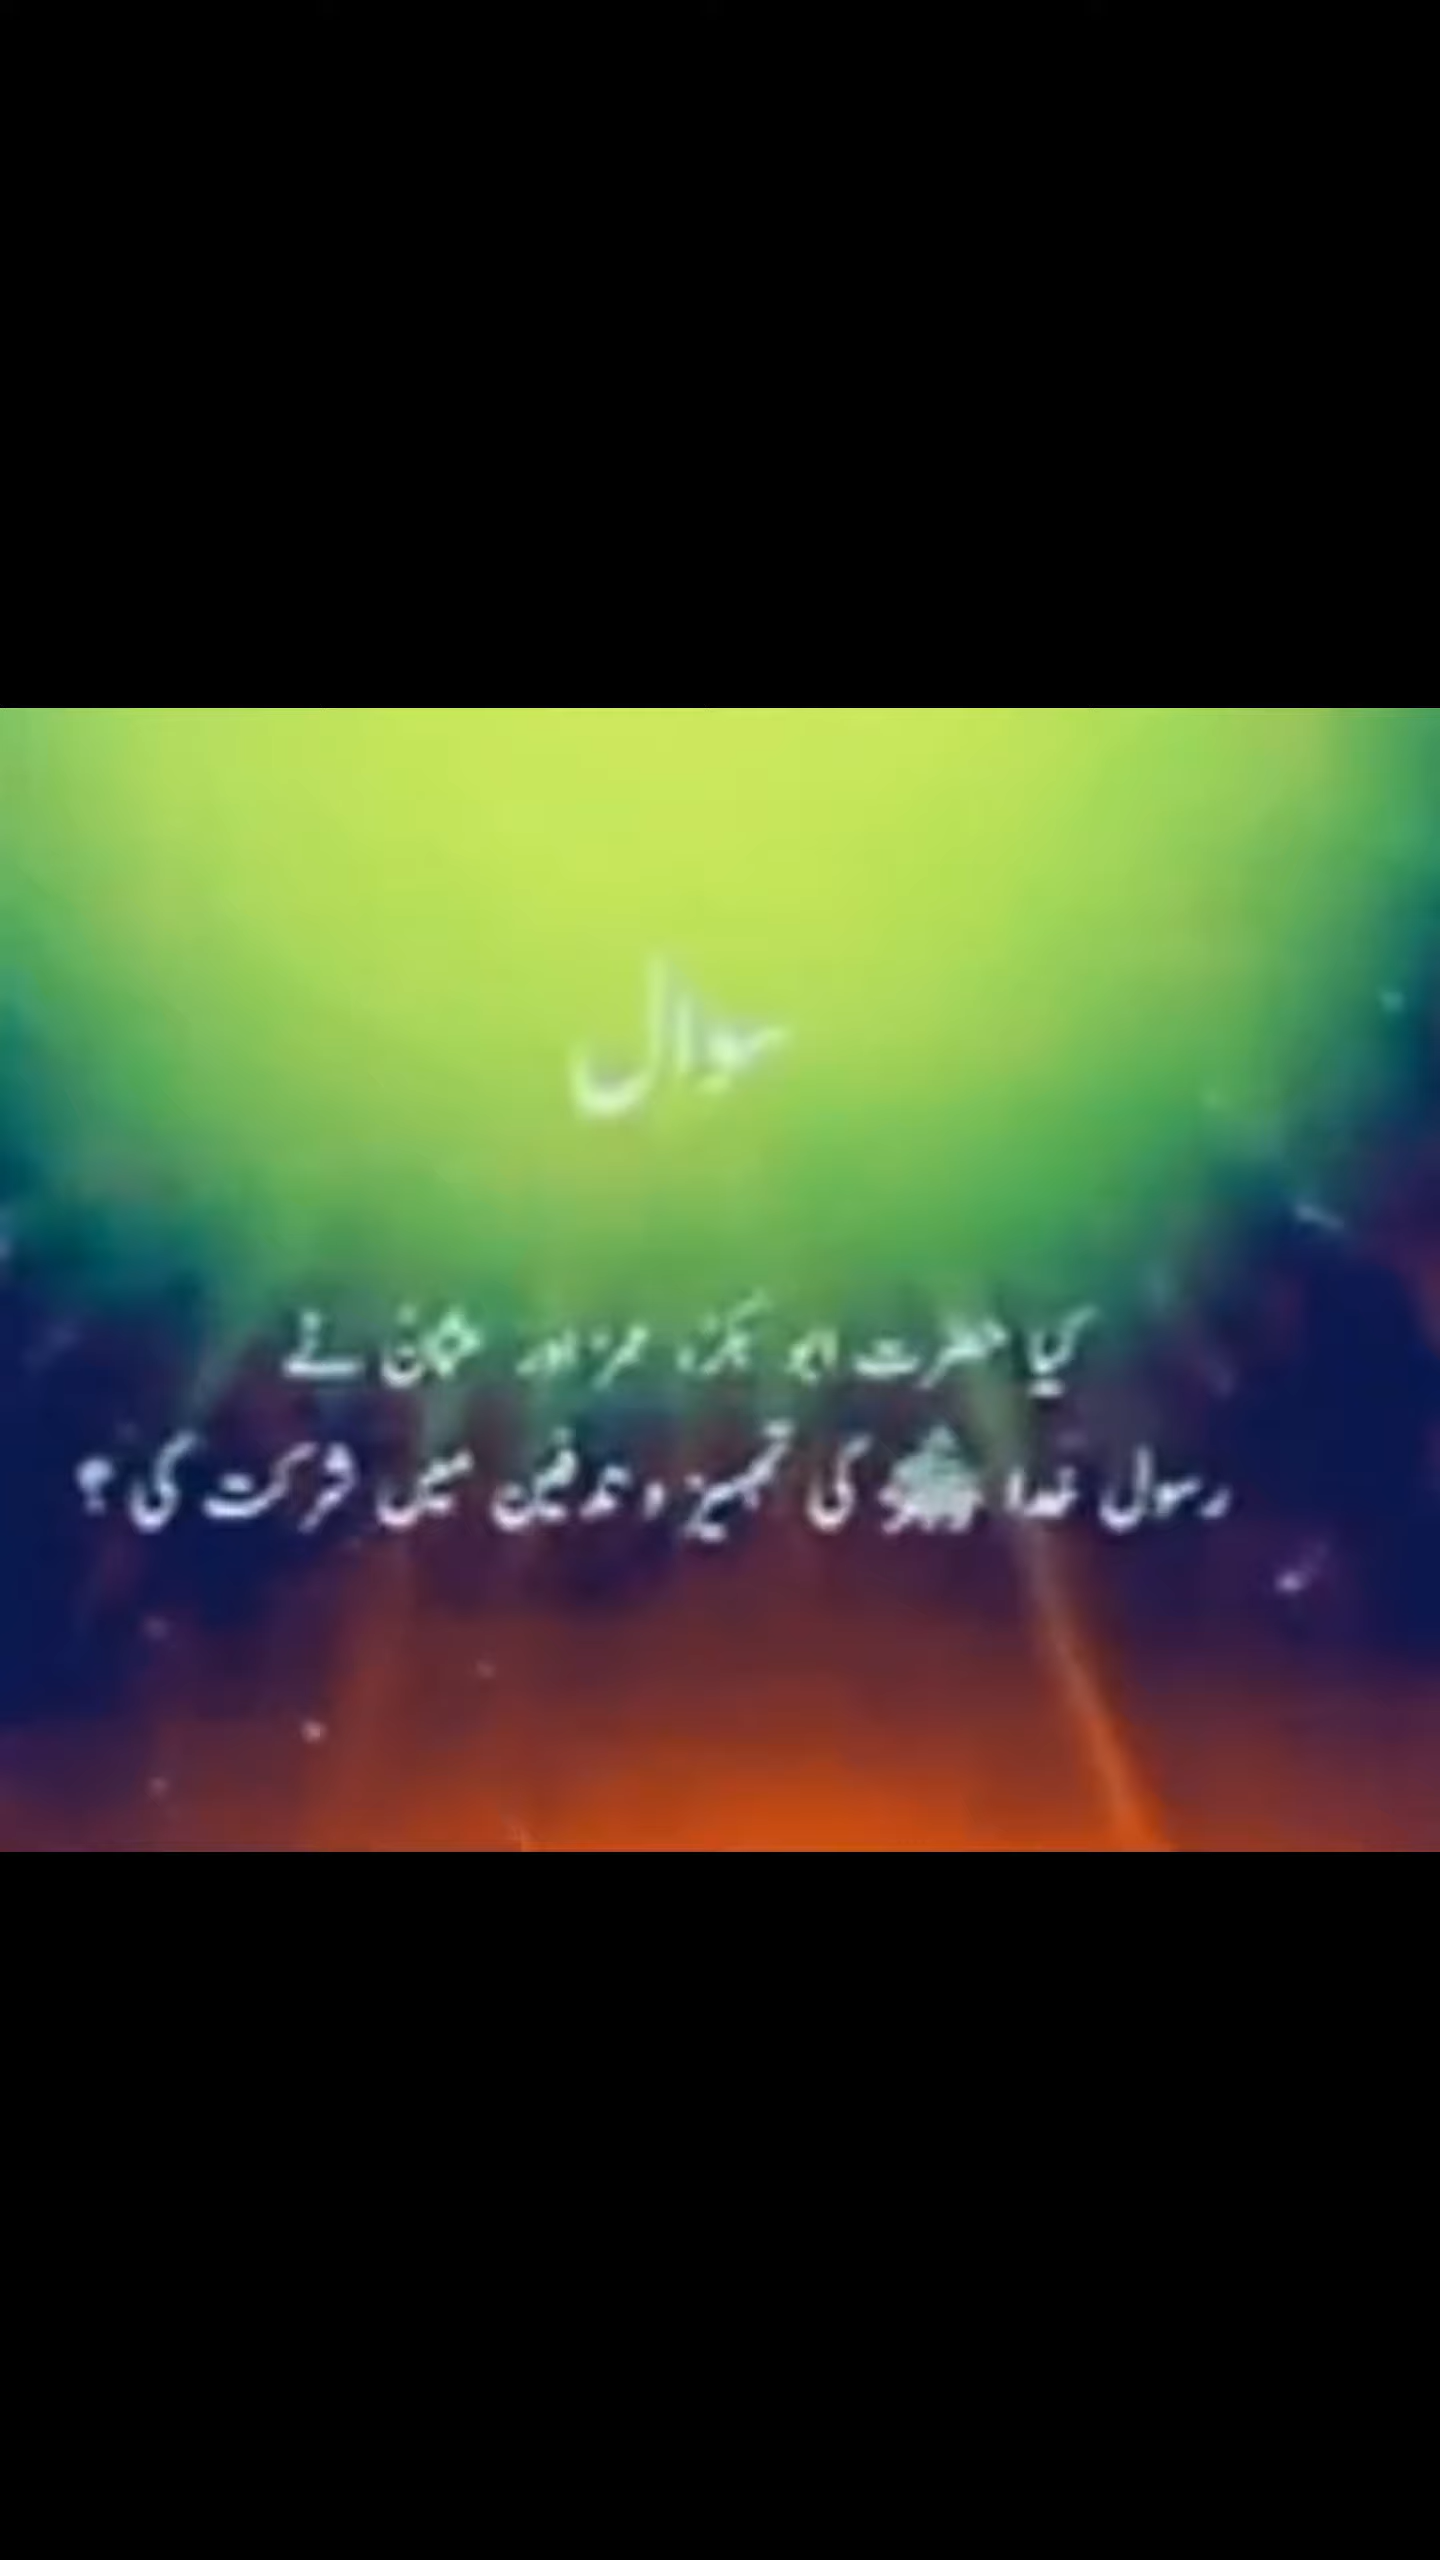 سوال
کیا حضرت ابو بکرؓ، عمرؓ اور عثمانؓ نے
رسول خدا ﷺ کی تجہیز و تدفین میں شرکت کی ؟